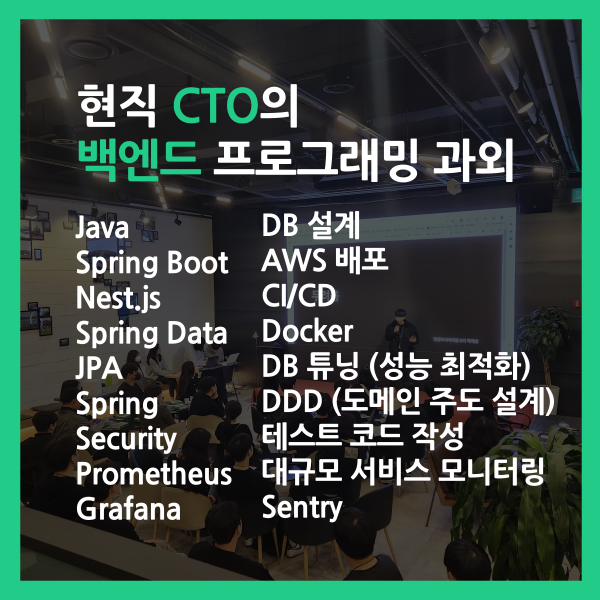 현직 CTO의
백엔드 프로그래밍 과외
Java
Spring Boot
Nest.js
Spring Data
JPA
Spring
Security
Prometheus
Grafana
DB 설계
AWS 배포
CI/CD
Docker
DB 튜닝 (성능 최적화)
DDD (도메인 주도 설계)
테스트 코드 작성
대규모 서비스 모니터링
Sentry